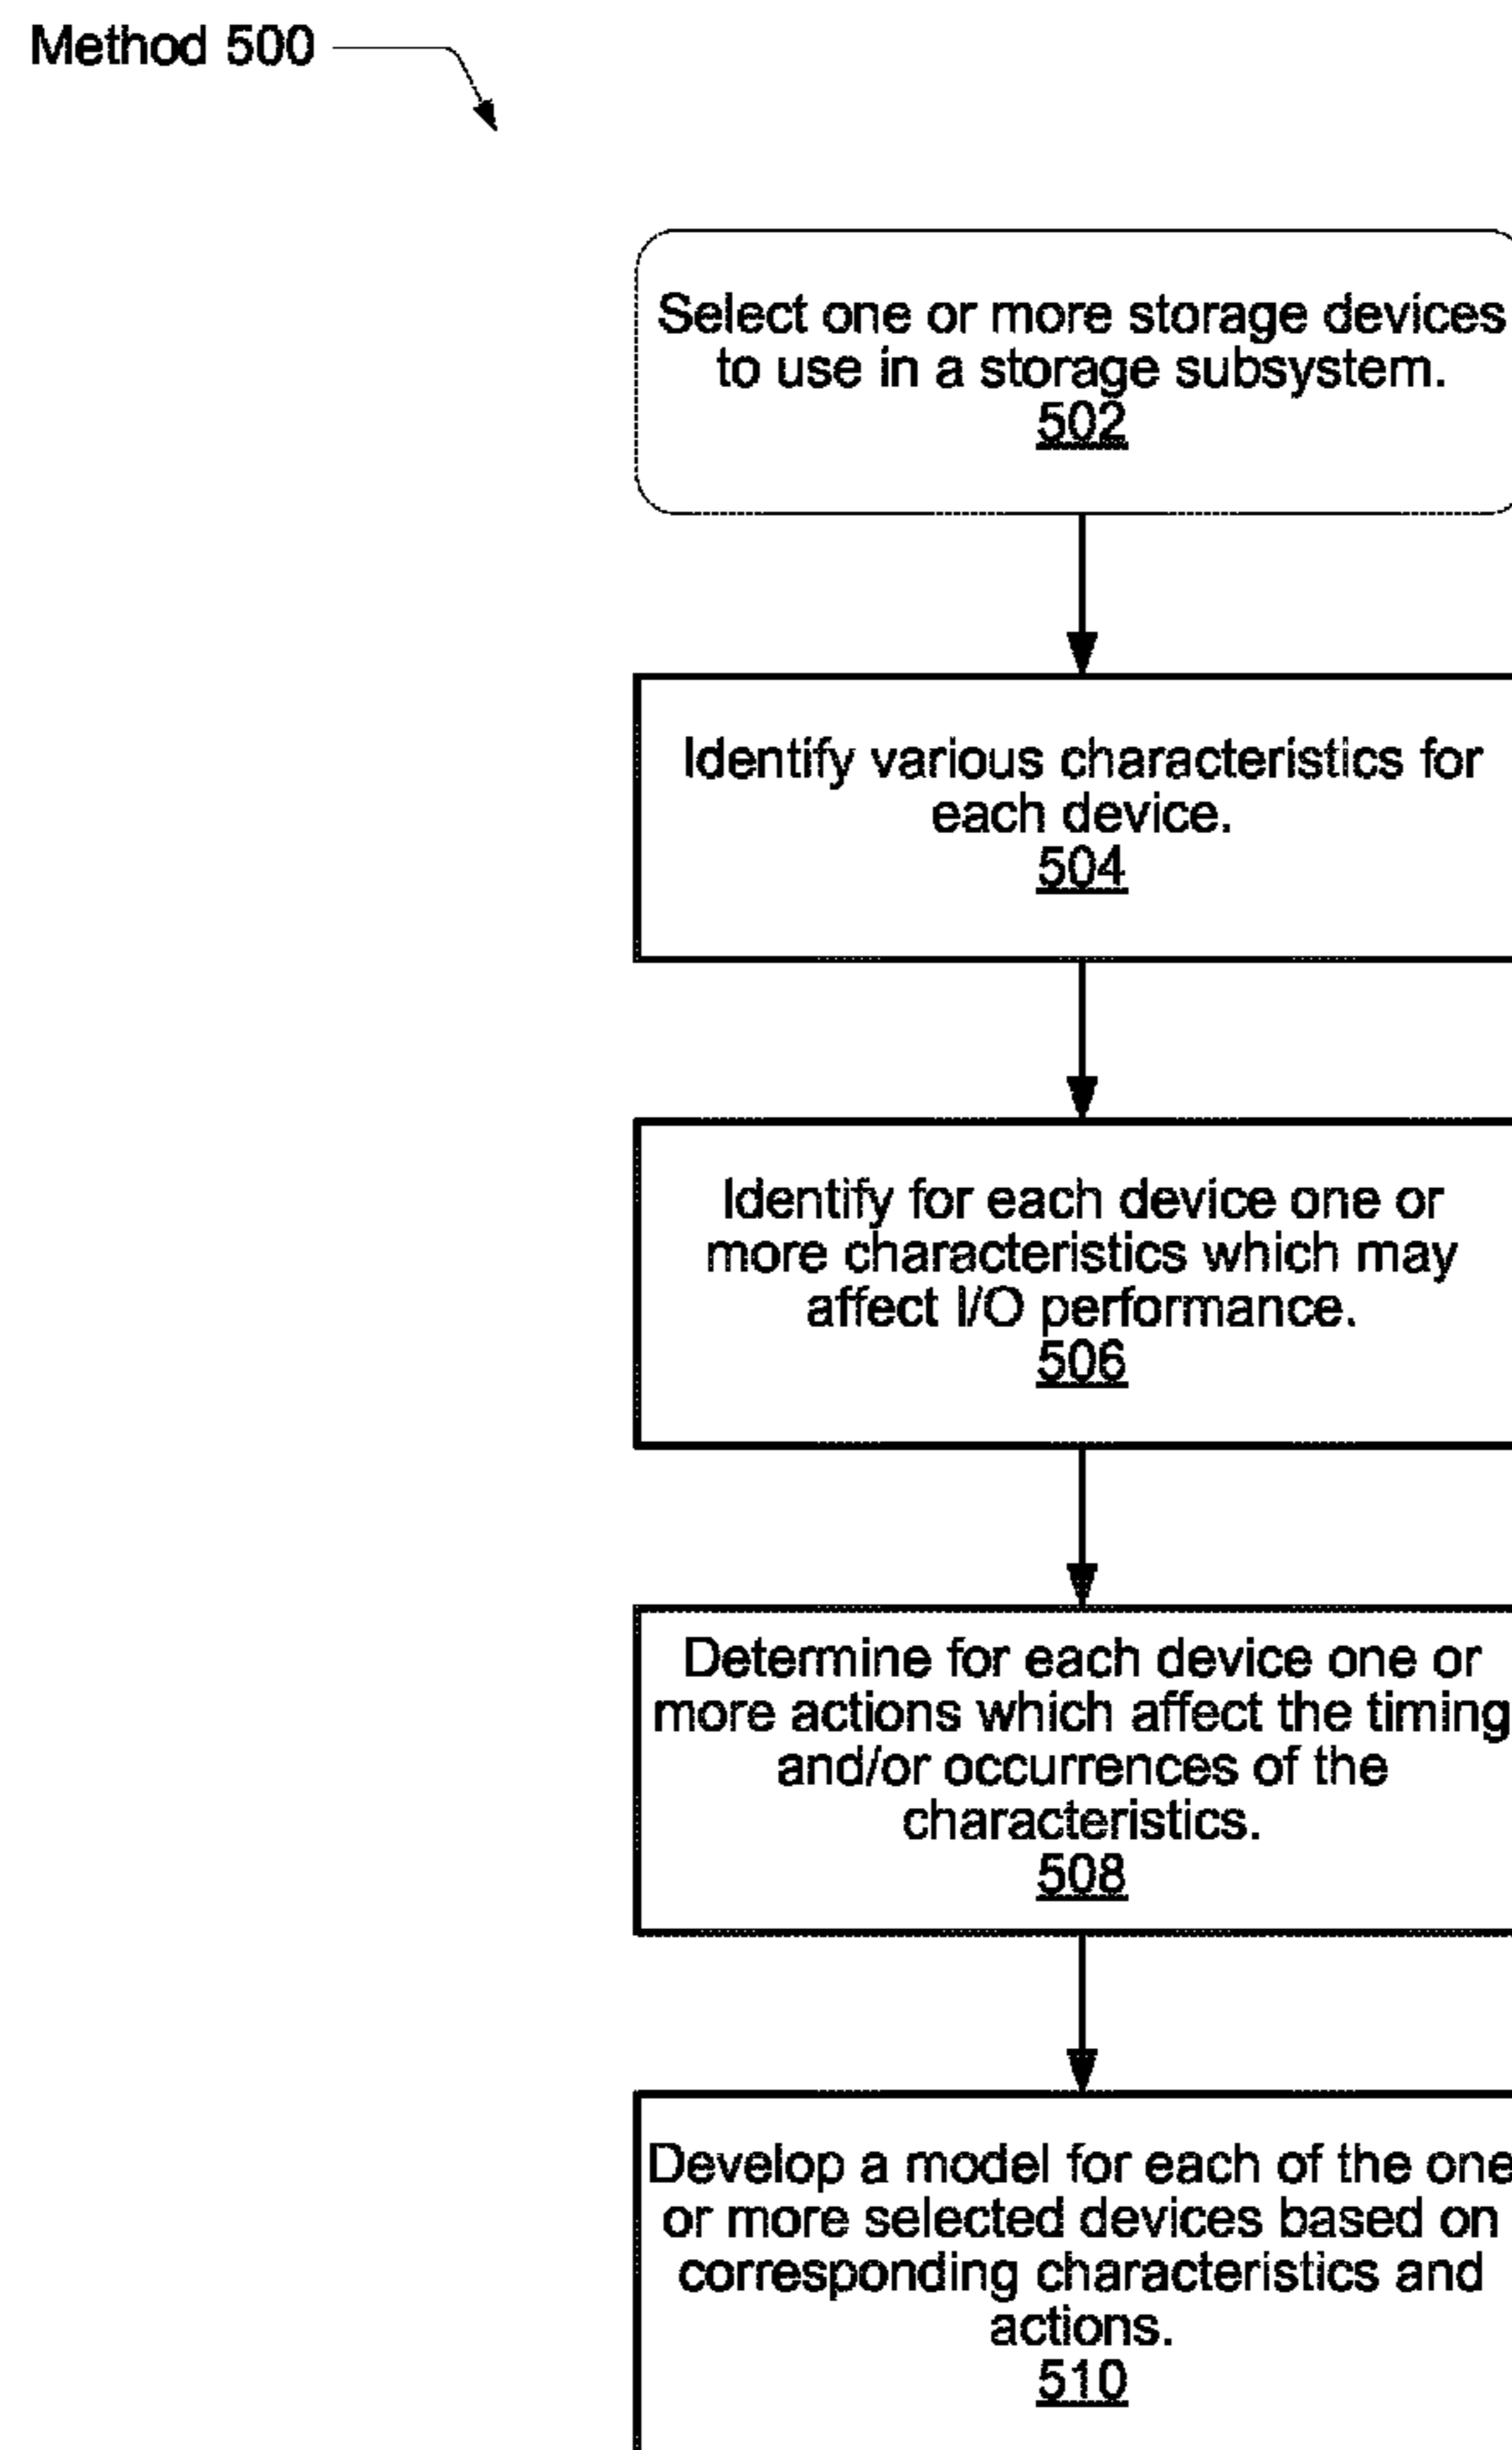 Method 500
Select one or more storage devices
to use in a storage subsystem.
502
Identify various characteristics for
each device.
504
Identify for each device one or
more characteristics which may
affect I/O performance.
506
Determine for each device one or
more actions which affect the timing
and/or occurrences of the
characteristics.
508
Develop a model for each of the one
or more selected devices based on
corresponding characteristics and
actions.
510